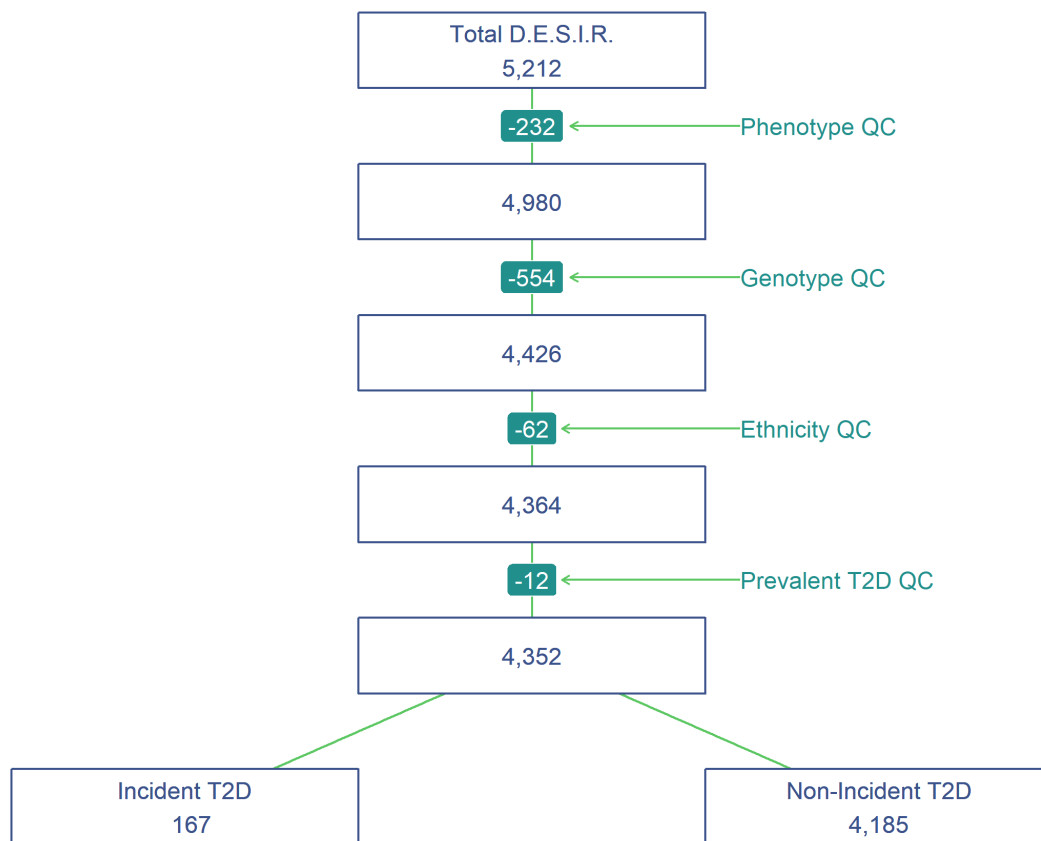 Total D.E.S.I.R.
5,212
-232
Phenotype QC
4,980
-554
Genotype QC
4,426
-62
Ethnicity QC
4,364
-12
Prevalent T2D QC
4,352
Incident T2D
167
Non-Incident T2D
4,185